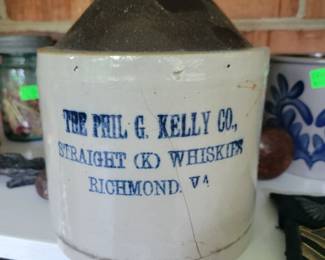 THE PHIL G. KELLY CO.,
STRAIGHT (K) WHISKIES
RICHMOND. VA